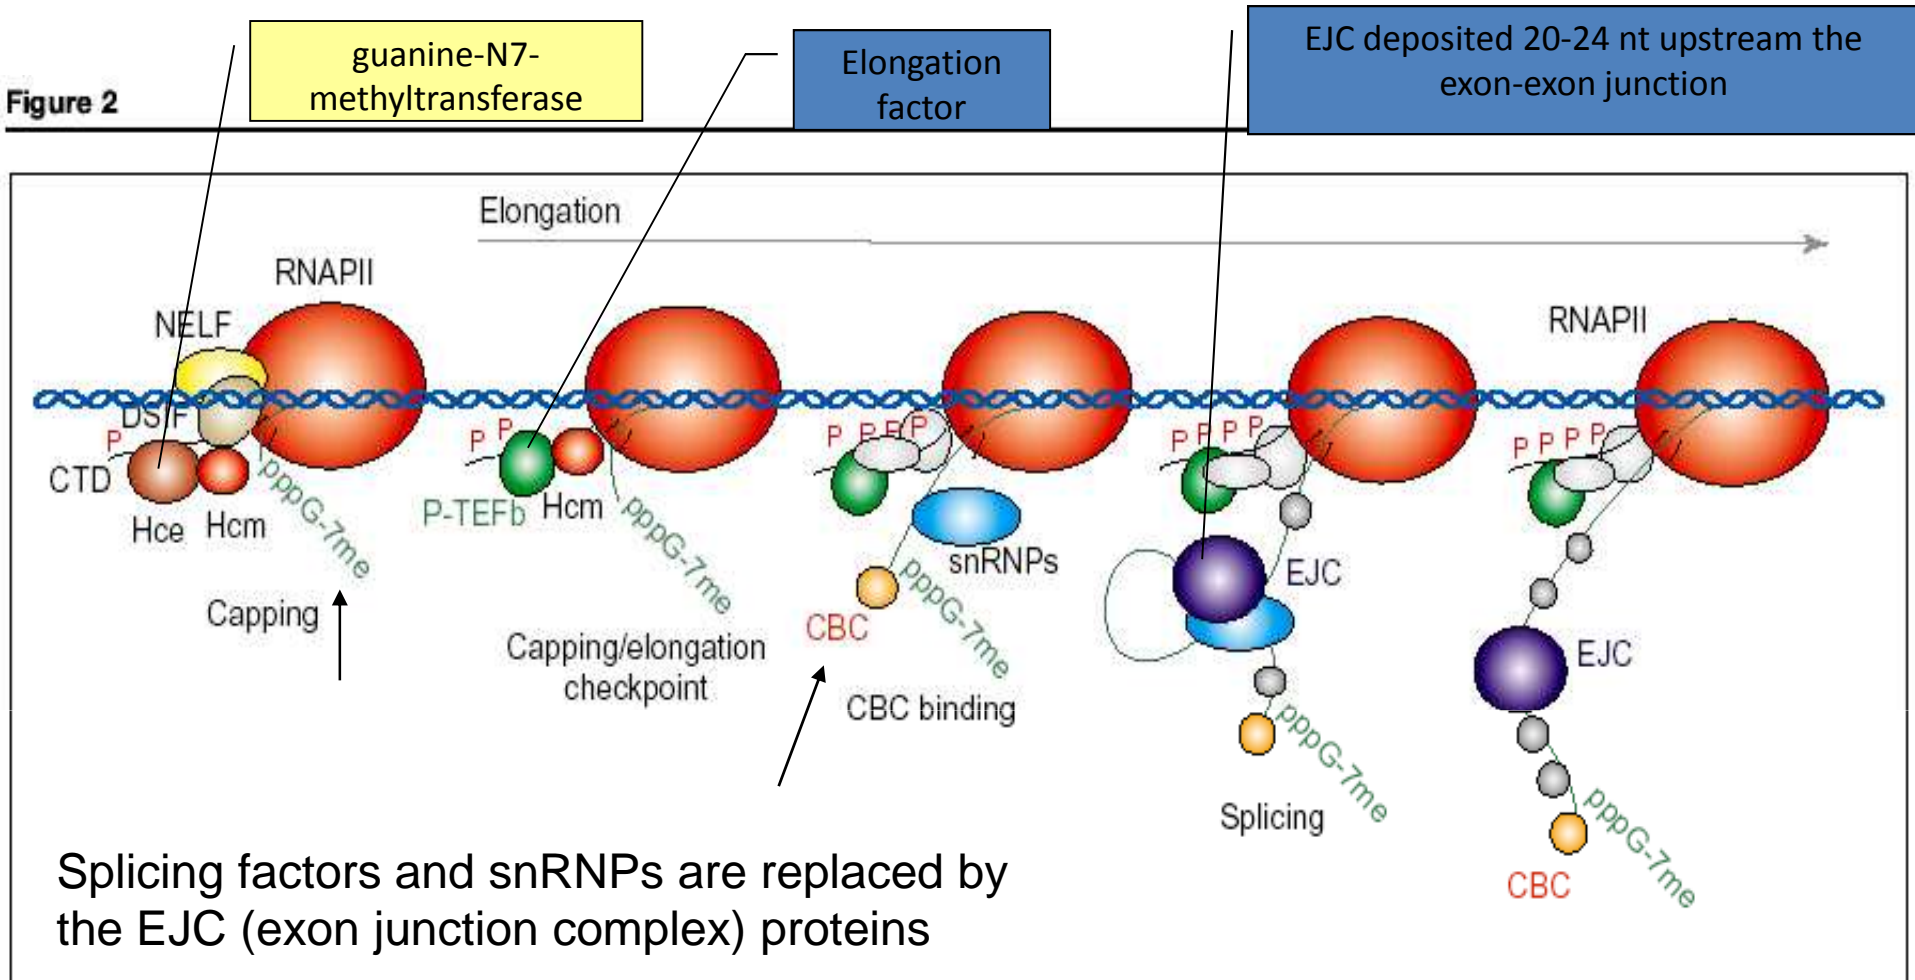 guanine-N7-
methyltransferase
Elongation
factor
EJC deposited 20-24 nt upstream the
exon-exon junction
Figure 2
Elongation
RNAPII
NELF
DSIF
P
CTD
Hce
Hcm
pppG-7me
Capping
P P
P-TEFb
Hcm
pppG-7me
Capping/elongation
checkpoint
P P P P
snRNPs
CBC
pppG-7me
CBC binding
P P P P
EJC
pppG-7me
Splicing
RNAPII
P P P P
EJC
pppG-7me
CBC
Splicing factors and snRNPs are replaced by
the EJC (exon junction complex) proteins